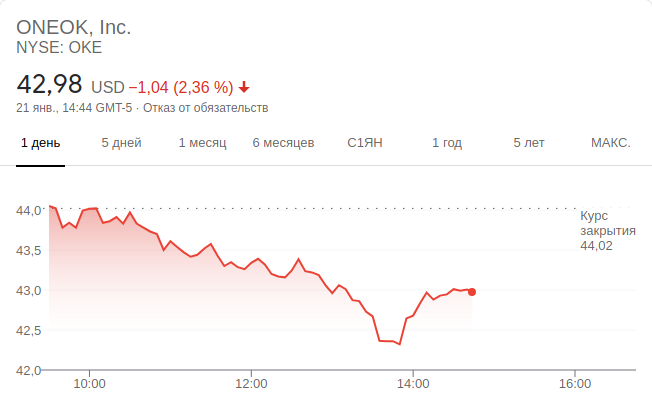 ONEOK, Inc.
NYSE: OKE
42,98 USD −1,04 (2,36 %)
21 янв., 14:44 GMT-5 · Отказ от обязательств
1 день 5 дней 1 месяц 6 месяцев С1ЯН 1 год 5 лет МАКС.
44,0
Курс
закрытия
44,02
43,5
43,0
42,5
42,0
10:00 12:00 14:00 16:00